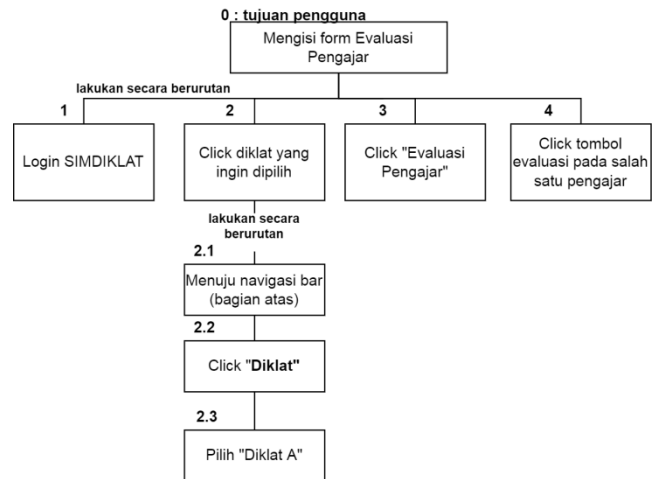 0 : tujuan pengguna
Mengisi form Evaluasi
Pengajar
lakukan secara berurutan
1
2
3
4
Login SIMDIKLAT
Click diklat yang
ingin dipilih
Click "Evaluasi
Pengajar"
Click tombol
evaluasi pada salah
satu pengajar
lakukan secara
berurutan
2.1
Menuju navigasi bar
(bagian atas)
2.2
Click "Diklat"
2.3
Pilih "Diklat A"